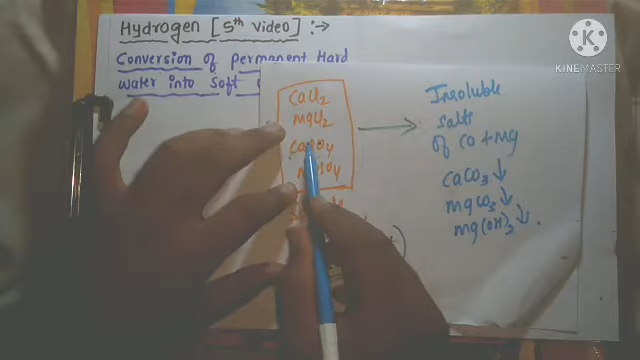 Hydrogen [5th Video] :→
Conversion of permanent Hard
Water into Soft
CaCl2
MgCl2
→
Insoluble
salts
of Ca + Mg
CaCO3 ↓
MgCO3 ↓
Mg(OH)2 ↓
KINEMASTER